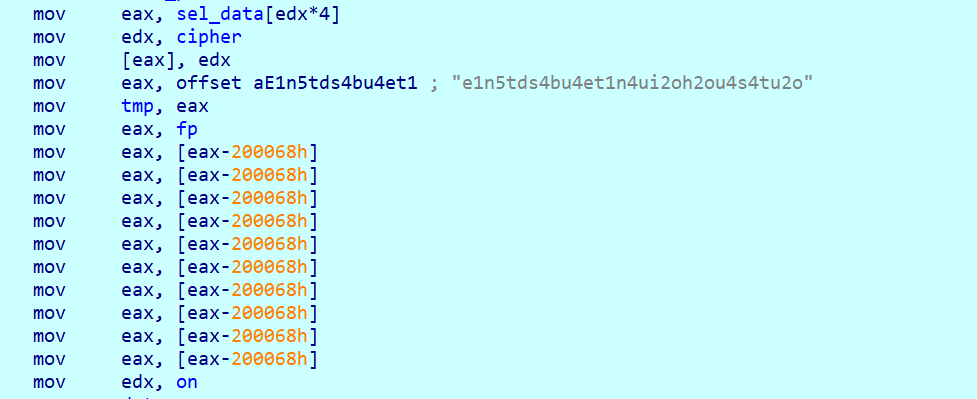 mov eax, sel_data[edx*4]
mov edx, cipher
mov [eax], edx
mov eax, offset aE1n5tds4bu4et1 ; "e1n5tds4bu4et1n4ui2oh2ou4s4tu2o"
mov tmp, eax
mov eax, fp
mov eax, [eax-200068h]
mov eax, [eax-200068h]
mov eax, [eax-200068h]
mov eax, [eax-200068h]
mov eax, [eax-200068h]
mov eax, [eax-200068h]
mov eax, [eax-200068h]
mov eax, [eax-200068h]
mov eax, [eax-200068h]
mov eax, [eax-200068h]
mov edx, on